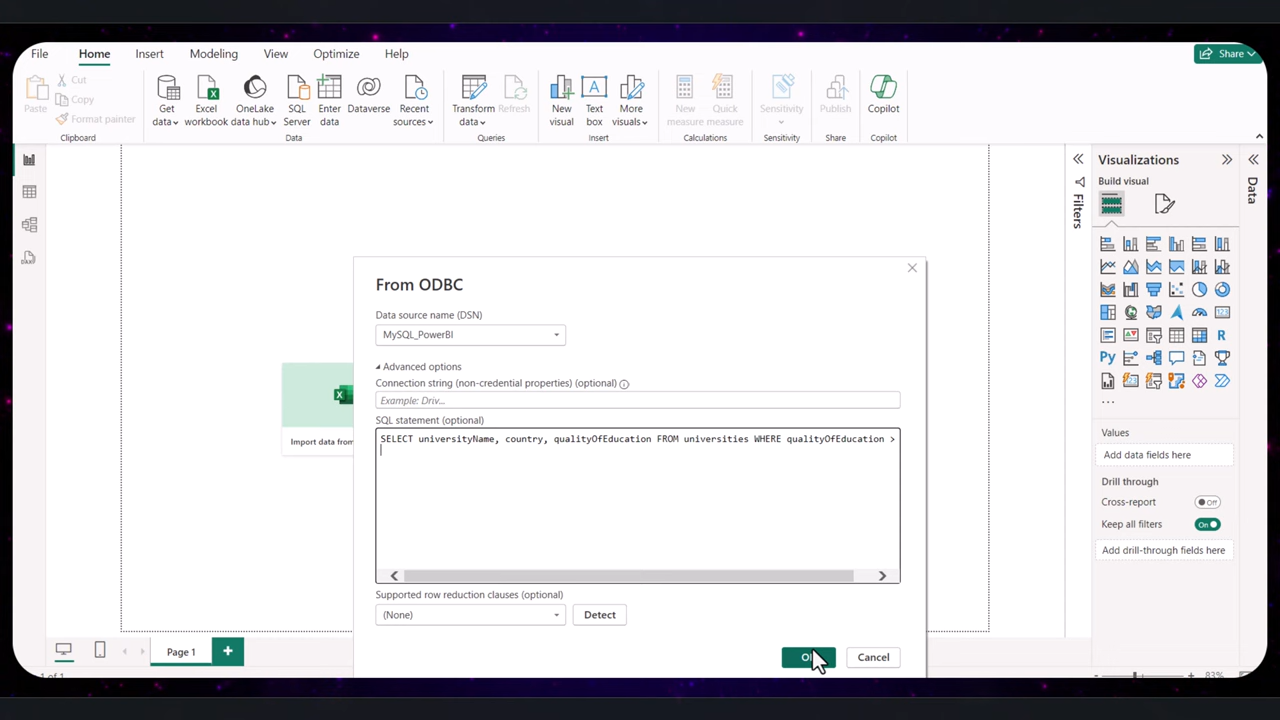 File Home Insert Modeling View Optimize Help Share
Paste Cut
Copy
Format painter
Get data
Excel workbook
OneLake data hub
SQL Server
Enter data
Dataverse
Recent sources
Transform data
Refresh
New visual
Text box
More visuals
New measure
Quick measure
Sensitivity
Publish
Copilot
Clipboard Data Queries Insert Calculations Sensitivity Share Copilot
Filters
Visualizations
Data
Build visual
From ODBC
Data source name (DSN)
MySQL_PowerBI
Advanced options
Connection string (non-credential properties) (optional)
Example: Driv...
SQL statement (optional)
SELECT universityName, country, qualityOfEducation FROM universities WHERE qualityOfEducation >
Supported row reduction clauses (optional)
(None) Detect
Cancel
Import data from
Values
Add data fields here
Drill through
Cross-report Off
Keep all filters On
Add drill-through fields here
Page 1
1 of 1
83%